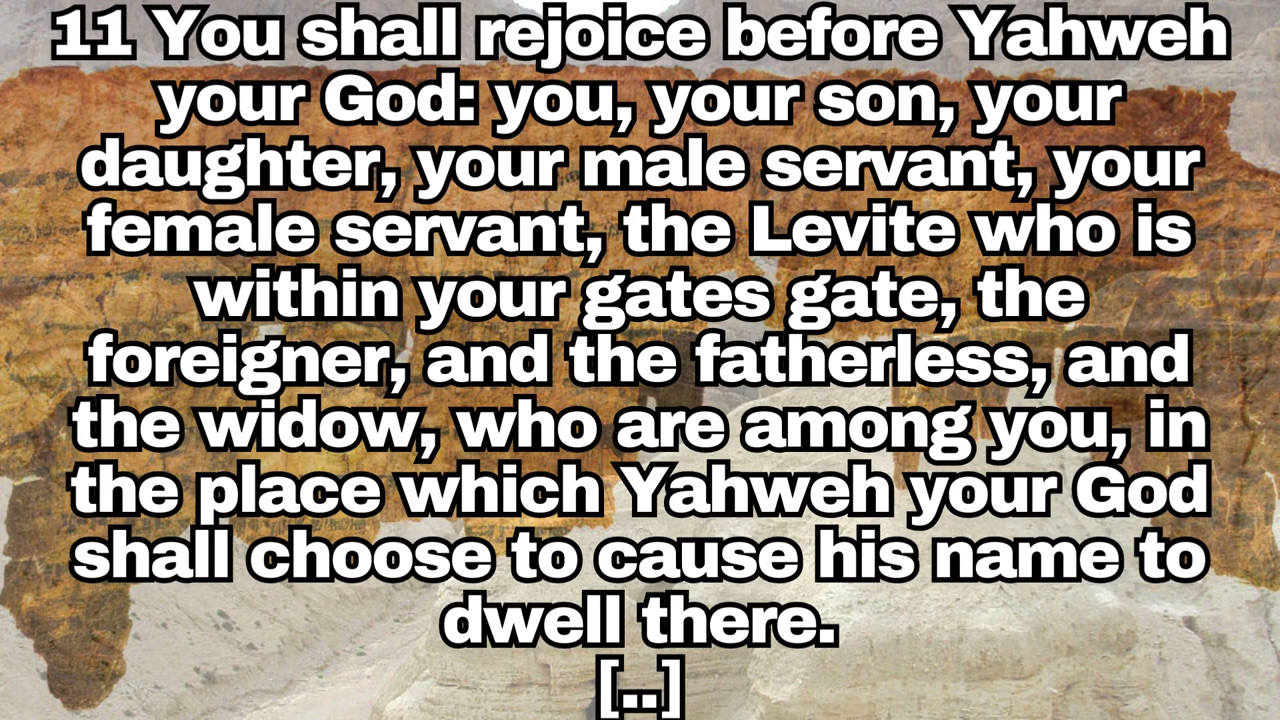 11 You shall rejoice before Yahweh
your God: you, your son, your
daughter, your male servant, your
female servant, the Levite who is
within your gates gate, the
foreigner, and the fatherless, and
the widow, who are among you, in
the place which Yahweh your God
shall choose to cause his name to
dwell there.
[..]